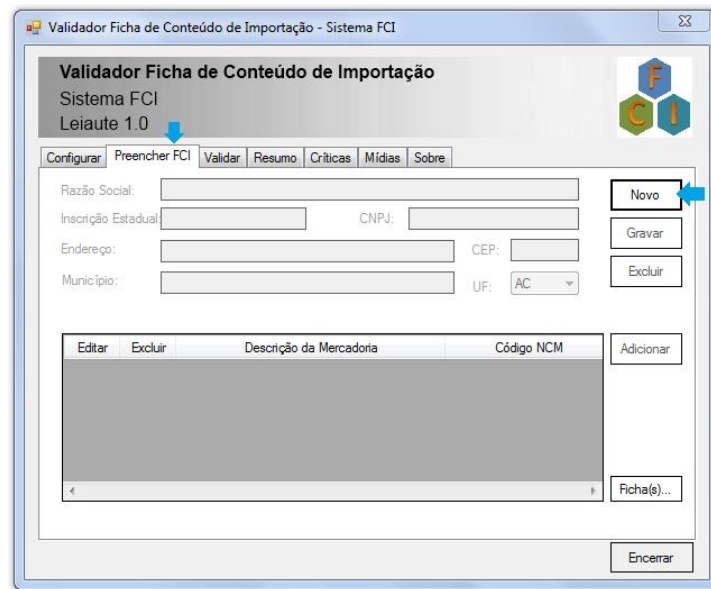 Validador Ficha de Conteúdo de Importação - Sistema FCI
Validador Ficha de Conteúdo de Importação
Sistema FCI
Leiaute 1.0
F
C I
Configurar Preencher FCI Validar Resumo Críticas Mídias Sobre
Razão Social:
Novo
Inscrição Estadual: CNPJ:
Gravar
Endereço: CEP:
Excluir
Município: UF: AC
Editar Excluir Descrição da Mercadoria Código NCM
Adicionar
Ficha(s)...
Encerrar